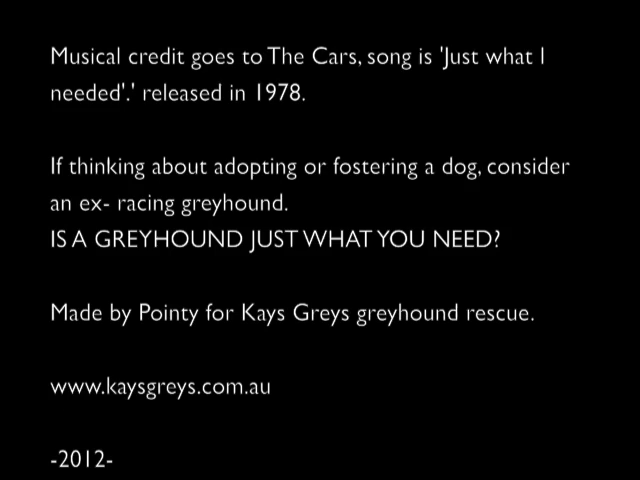 Musical credit goes to The Cars, song is 'Just what I
needed'.' released in 1978.
If thinking about adopting or fostering a dog, consider
an ex- racing greyhound.
IS A GREYHOUND JUST WHAT YOU NEED?
Made by Pointy for Kays Greys greyhound rescue.
www.kaysgreys.com.au
-2012-